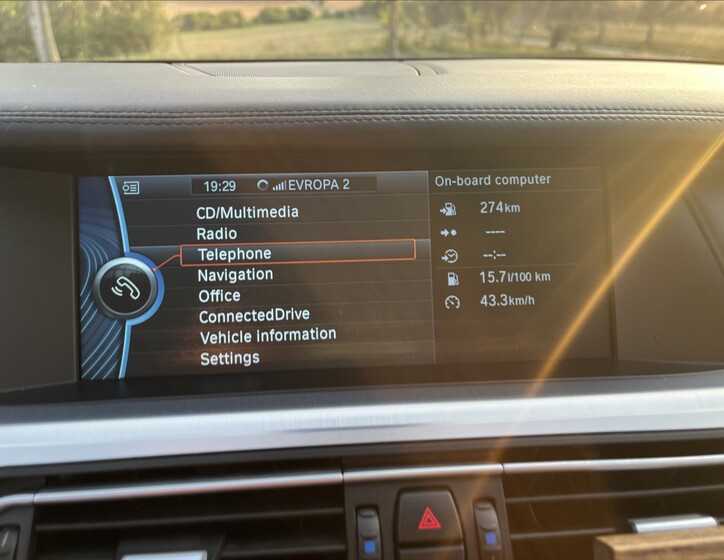 19:29 EVROPA 2
CD/Multimedia
Radio
Telephone
Navigation
Office
ConnectedDrive
Vehicle information
Settings
On-board computer
274km
----
--:--
15.7l/100 km
43.3km/h